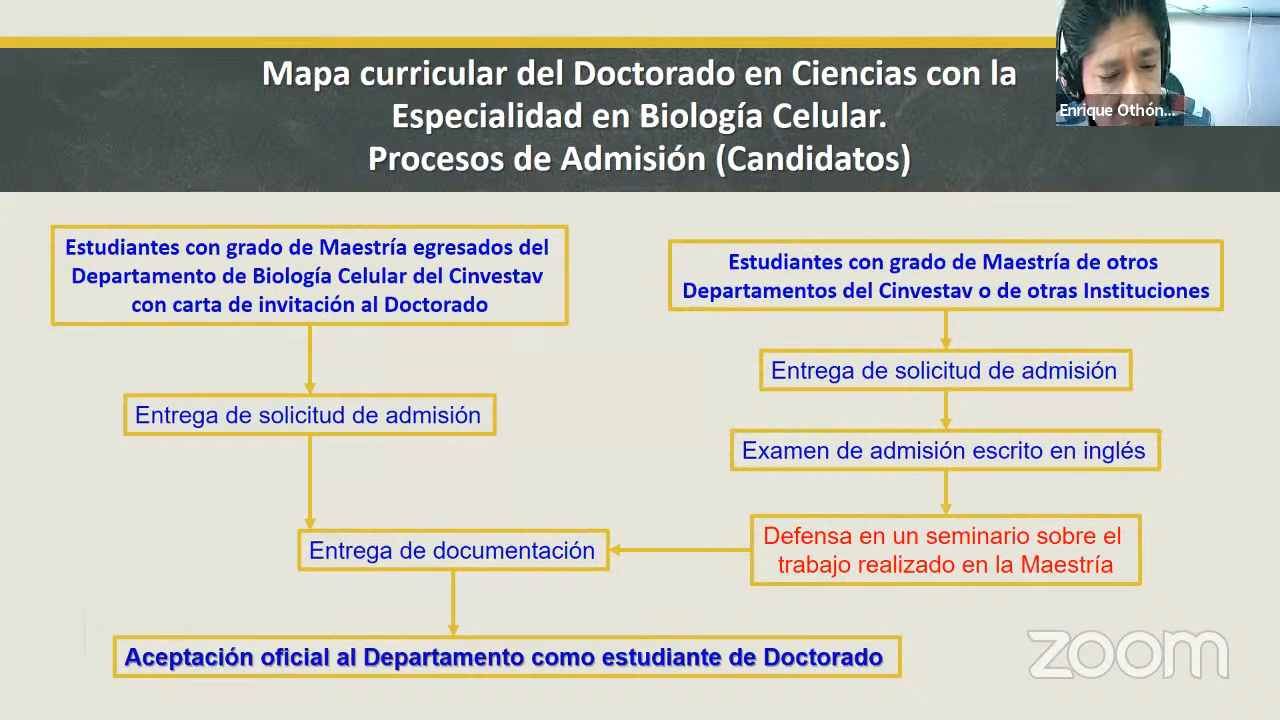 Mapa curricular del Doctorado en Ciencias con la
Especialidad en Biología Celular.
Procesos de Admisión (Candidatos)
Enrique Othón...
Estudiantes con grado de Maestría egresados del
Departamento de Biología Celular del Cinvestav
con carta de invitación al Doctorado
Estudiantes con grado de Maestría de otros
Departamentos del Cinvestav o de otras Instituciones
Entrega de solicitud de admisión
Entrega de solicitud de admisión
Examen de admisión escrito en inglés
Defensa en un seminario sobre el
trabajo realizado en la Maestría
Entrega de documentación
Aceptación oficial al Departamento como estudiante de Doctorado
zoom